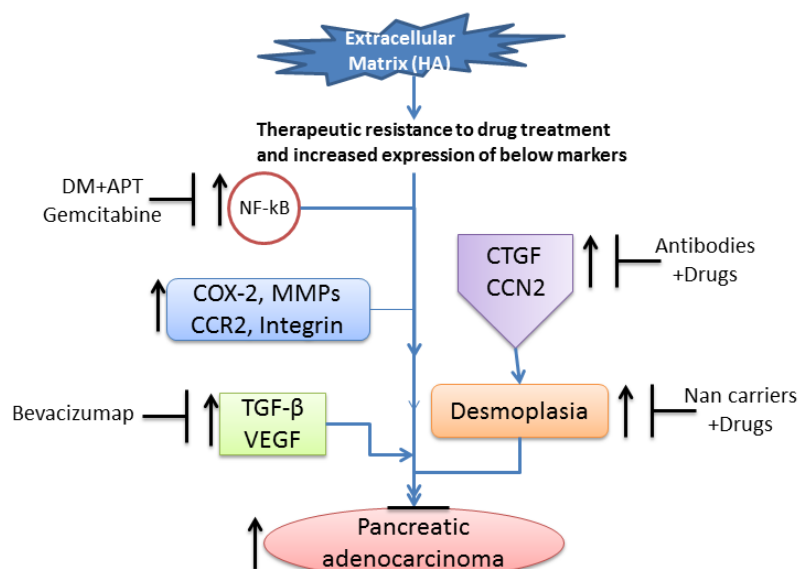 Extracellular
Matrix (HA)
Therapeutic resistance to drug treatment
and increased expression of below markers
DM+APT
Gemcitabine
NF-kB
CTGF
CCN2
Antibodies
+Drugs
COX-2, MMPs
CCR2, Integrin
Bevacizumap
TGF-β
VEGF
Desmoplasia
Nan carriers
+Drugs
Pancreatic
adenocarcinoma